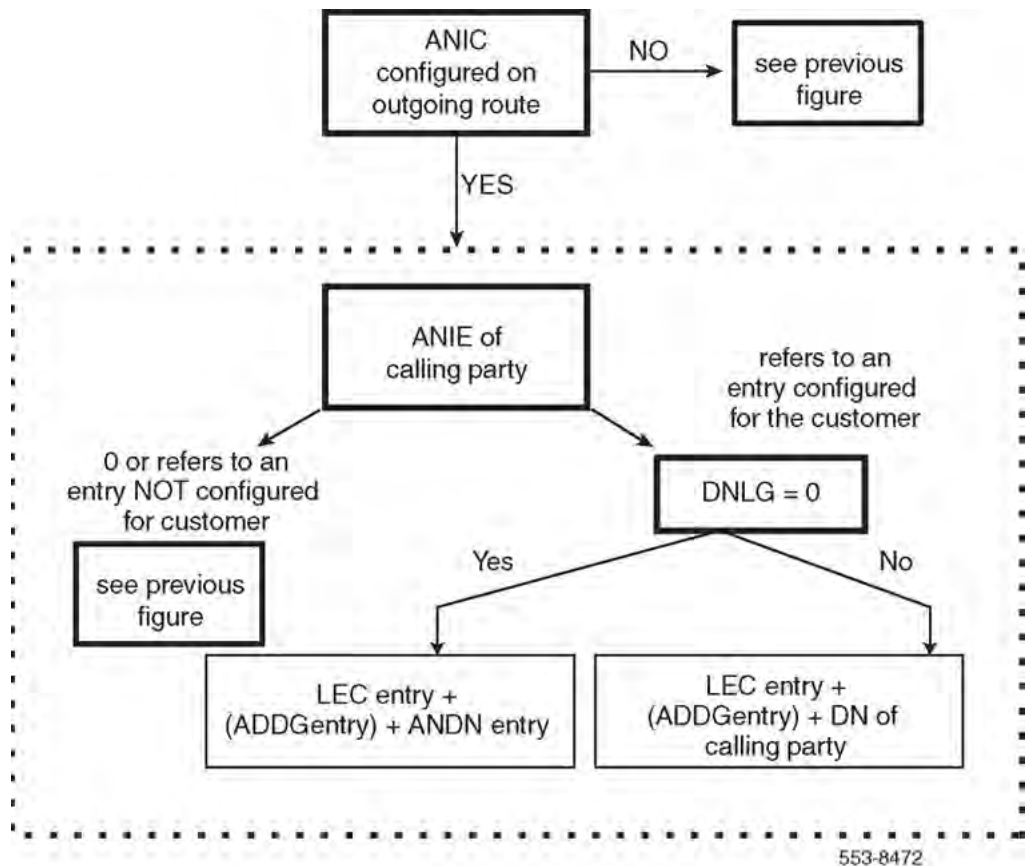 ANIC
configured on
outgoing route
NO
see previous
figure
YES
ANIE of
calling party
refers to an
entry configured
for the customer
0 or refers to an
entry NOT configured
for customer
DNLG = 0
see previous
figure
Yes
No
LEC entry +
(ADDGentry) + ANDN entry
LEC entry +
(ADDGentry) + DN of
calling party
553-8472